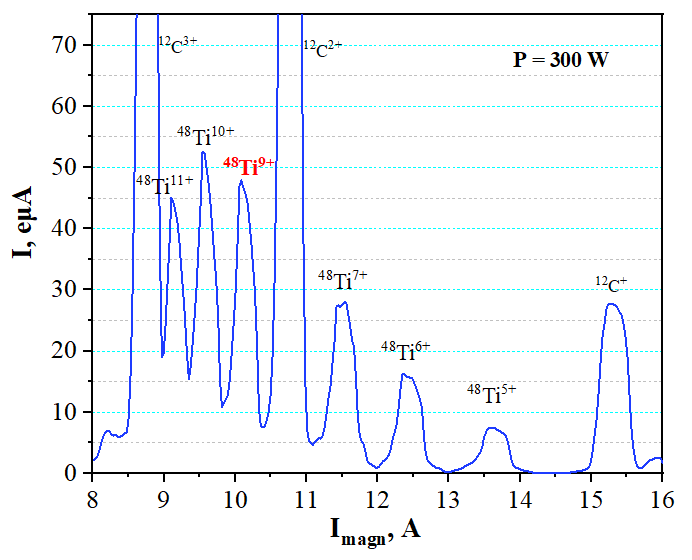 70
60
50
40
30
20
10
0
I, eμA
¹²C³⁺
¹²C²⁺
P = 300 W
⁴⁸Ti¹⁰⁺
⁴⁸Ti⁹⁺
⁴⁸Ti¹¹⁺
⁴⁸Ti⁷⁺
¹²C⁺
⁴⁸Ti⁶⁺
⁴⁸Ti⁵⁺
8 9 10 11 12 13 14 15 16
Iₘₐgₙ, A